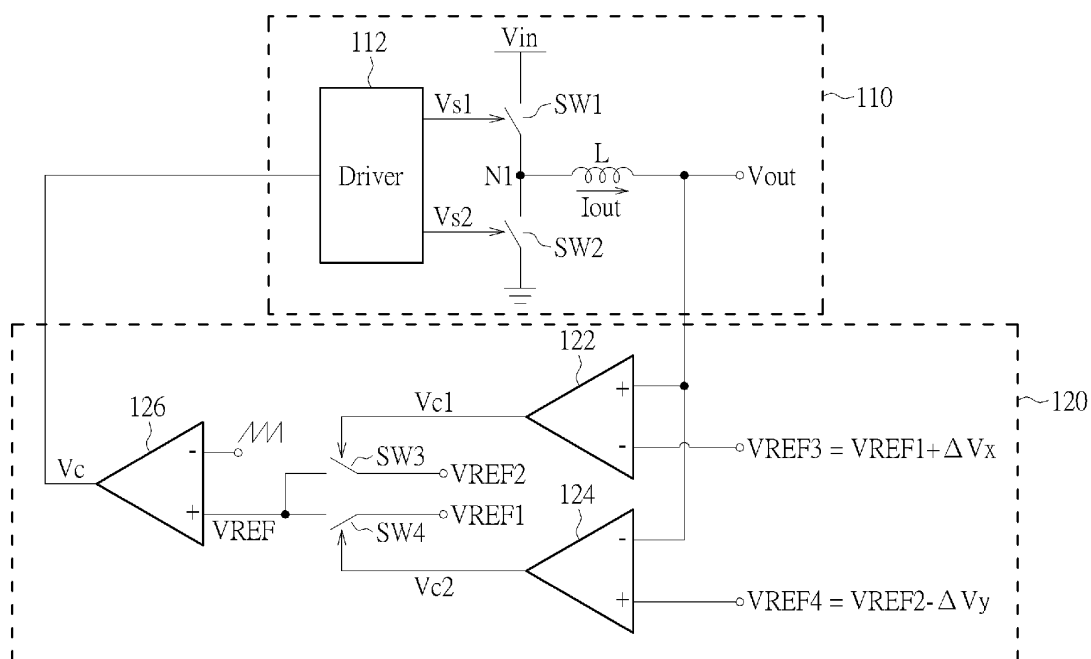 112
Vin
Vs1
SW1
110
Driver
N1
L
Vout
Iout
Vs2
SW2
122
120
126
Vc1
+
-
-
SW3
VREF3 = VREF1+ΔVx
Vc
VREF2
+
VREF
VREF1
124
SW4
-
Vc2
+
VREF4 = VREF2-ΔVy